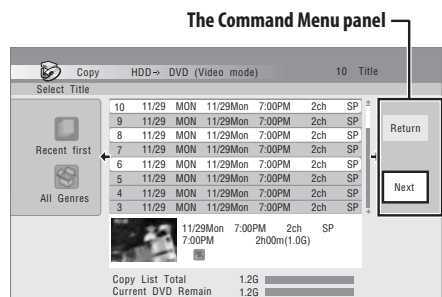 The Command Menu panel
Copy HDD→ DVD (Video mode) 10 Title
Select Title
10 11/29 MON 11/29Mon 7:00PM 2ch SP
9 11/29 MON 11/29Mon 7:00PM 2ch SP
8 11/29 MON 11/29Mon 7:00PM 2ch SP
7 11/29 MON 11/29Mon 7:00PM 2ch SP
6 11/29 MON 11/29Mon 7:00PM 2ch SP
5 11/29 MON 11/29Mon 7:00PM 2ch SP
4 11/29 MON 11/29Mon 7:00PM 2ch SP
3 11/29 MON 11/29Mon 7:00PM 2ch SP
Recent first
All Genres
Return
Next
11/29Mon 7:00PM 2ch SP
7:00PM 2h00m(1.0G)
Copy List Total 1.2G
Current DVD Remain 1.2G